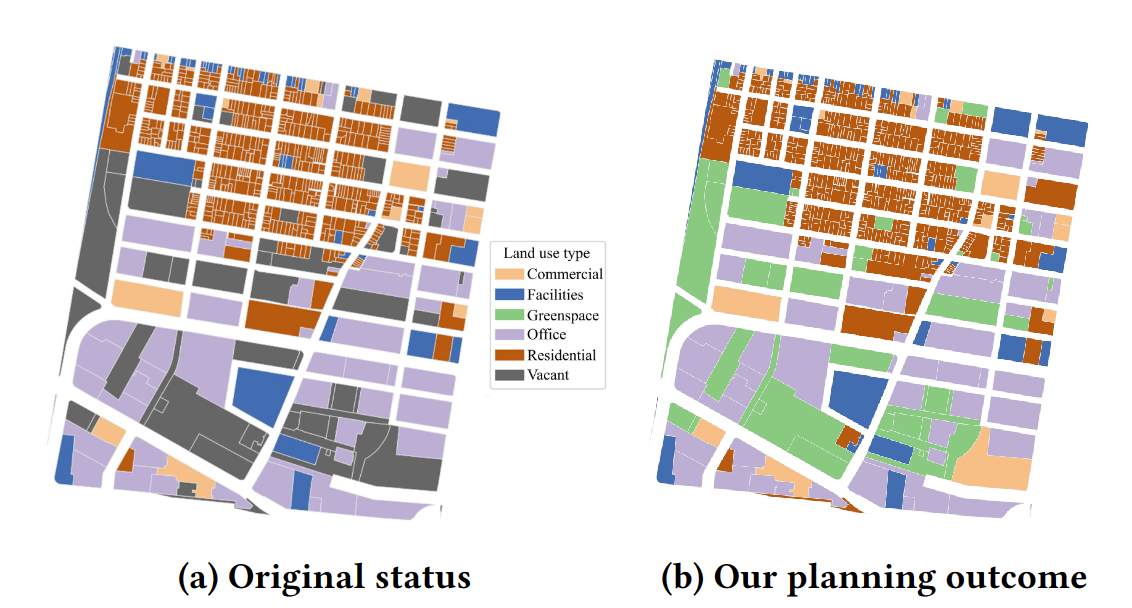 Land use type
Commercial
Facilities
Greenspace
Office
Residential
Vacant
(a) Original status
(b) Our planning outcome